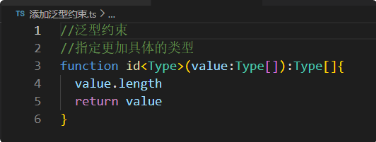 TS 添加泛型约束.ts > ...
1 //泛型约束
2 //指定更加具体的类型
3 function id<Type>(value:Type[]):Type[]{
4 value.length
5 return value
6 }